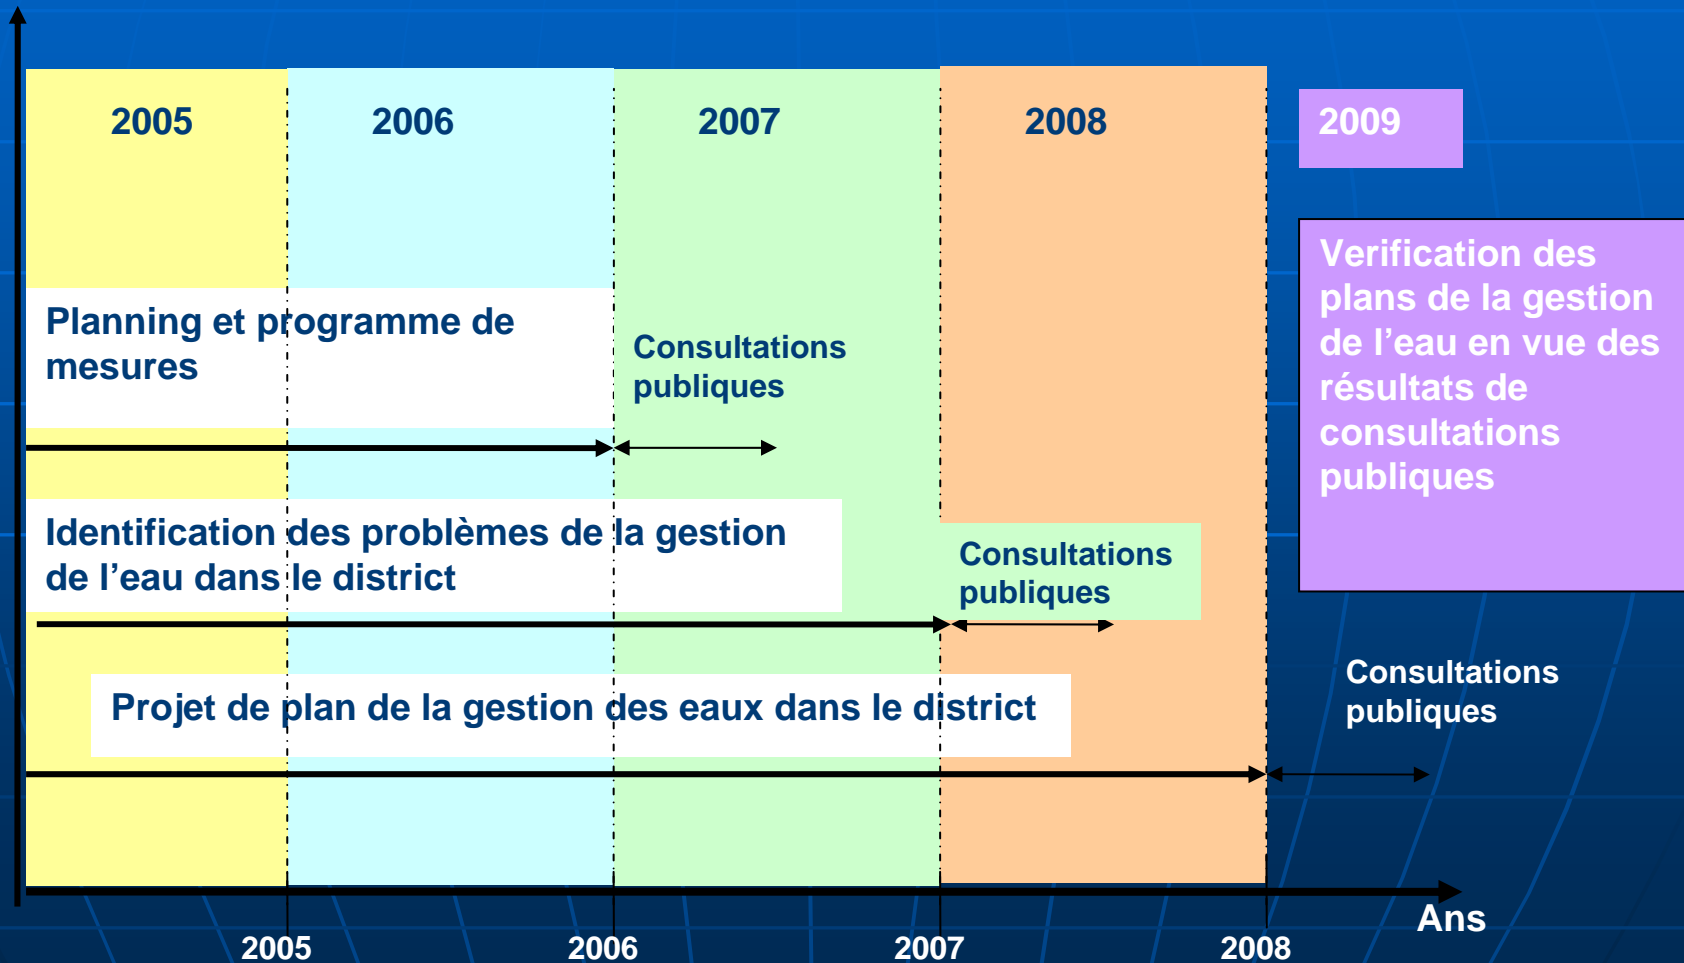 2005
2006
2007
2008
2009
Planning et programme de
mesures
Consultations
publiques
Verification des
plans de la gestion
de l’eau en vue des
résultats de
consultations
publiques
Identification des problèmes de la gestion
de l’eau dans le district
Consultations
publiques
Projet de plan de la gestion des eaux dans le district
Consultations
publiques
Ans
2005
2006
2007
2008